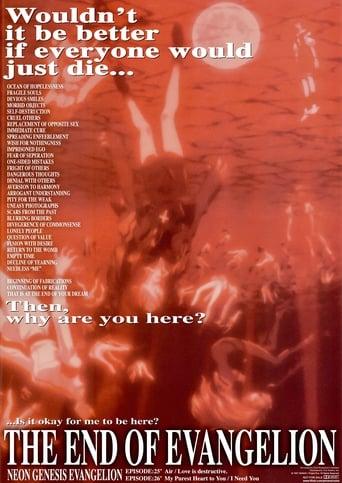 Wouldn't
it be better
if everyone would
just die...
OCEAN OF HOPELESSNESS
FRAGILE SOULS
DEVIOUS SMILES
MORBID OBJECTS
SELF-DESTRUCTION
CRUEL OTHERS
REPLACEMENT OF OPPOSITE SEX
IMMEDIATE CURE
SPREADING ENFEEBLEMENT
WISH FOR NOTHINGNESS
IMPRISONED EGO
FEAR OF SEPERATION
ONE-SIDED MISTAKES
FRIGHT OF OTHERS
DANGEROUS THOUGHTS
DENIAL WITH OTHERS
AVERSION TO HARMONY
ARROGANT UNDERSTANDING
PITY FOR THE WEAK
UNEASY PHOTOGRAPHS
SCARS FROM THE PAST
BLURRING BORDERS
DIVERGENCE OF COMMONSENSE
LONELY PEOPLE
QUESTION OF VALUE
FUSION WITH DESIRE
RETURN TO THE WOMB
EMPTY TIME
DECLINE OF YEARNING
NEEDLESS "ME"
BEGINNING OF FABRICATIONS
CONTINUATION OF REALITY
THAT IS AT THE END OF YOUR DREAM
Then,
why are you here?
...Is it okay for me to be here?
THE END OF EVANGELION
NEON GENESIS EVANGELION
EPISODE:25' Air / Love is destructive.
EPISODE:26' My Purest Heart to You / I Need You